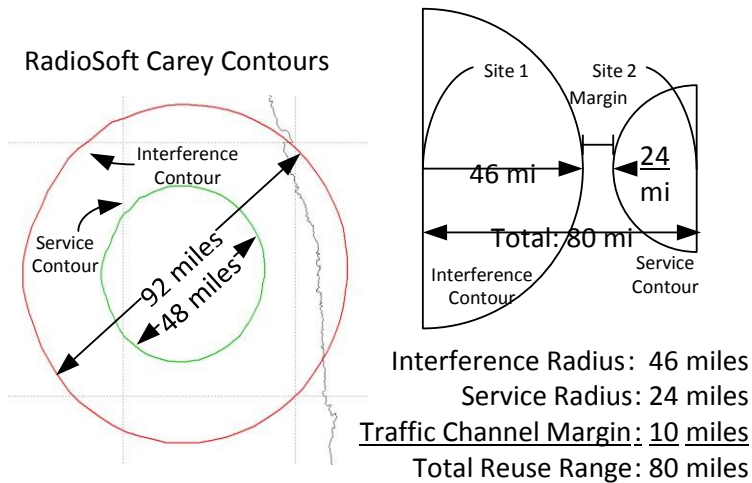 RadioSoft Carey Contours
Interference
Contour
Service
Contour
92 miles
48 miles
Site 1
Site 2
Margin
46 mi
24
mi
Total: 80 mi
Interference
Contour
Service
Contour
Interference Radius: 46 miles
Service Radius: 24 miles
Traffic Channel Margin: 10 miles
Total Reuse Range: 80 miles